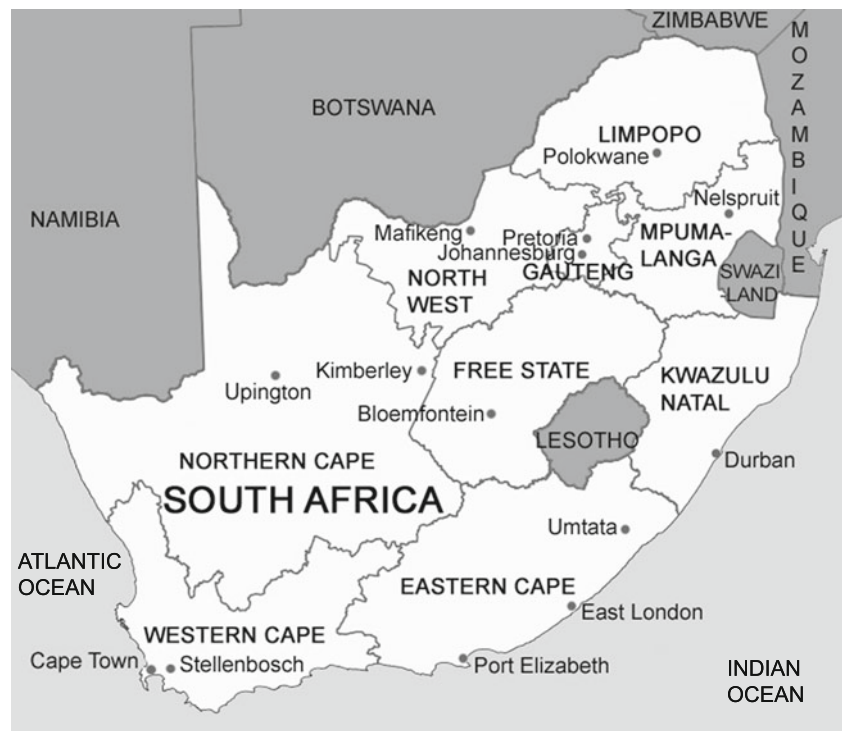 ZIMBABWE
MOZAMBIQUE
BOTSWANA
LIMPOPO
Polokwane
Nelspruit
NAMIBIA
Mafikeng
Pretoria
MPUMA-
LANGA
Johannesburg
GAUTENG
SWAZI
-LAND
NORTH
WEST
Kimberley
FREE STATE
KWAZULU
NATAL
Upington
Bloemfontein
LESOTHO
Durban
NORTHERN CAPE
SOUTH AFRICA
Umtata
ATLANTIC
OCEAN
EASTERN CAPE
East London
WESTERN CAPE
Cape Town
Stellenbosch
Port Elizabeth
INDIAN
OCEAN